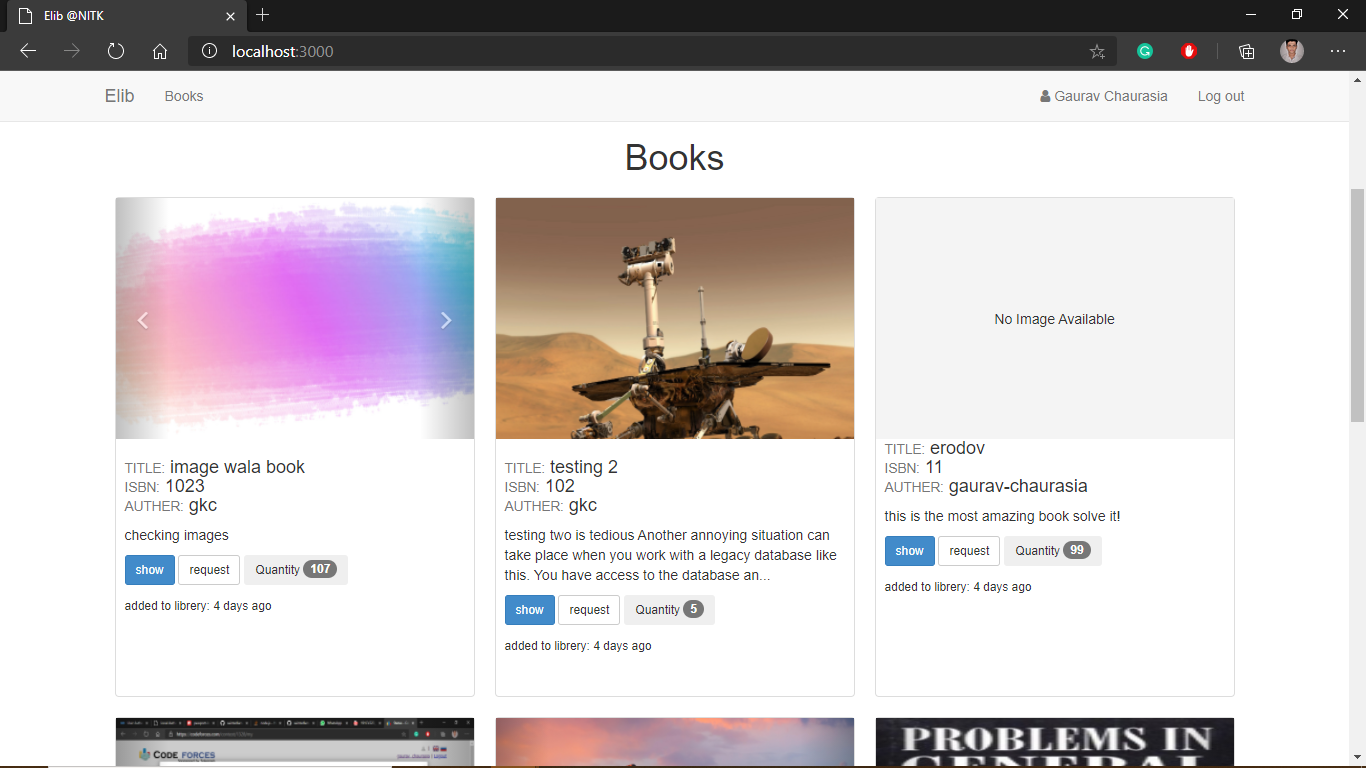 Elib @NITK
localhost:3000
Elib Books Gaurav Chaurasia Log out
Books
TITLE: image wala book
ISBN: 1023
AUTHER: gkc
checking images
show request Quantity 107
added to librery: 4 days ago
TITLE: testing 2
ISBN: 102
AUTHER: gkc
testing two is tedious Another annoying situation can
take place when you work with a legacy database like
this. You have access to the database an...
show request Quantity 5
added to librery: 4 days ago
No Image Available
TITLE: erodov
ISBN: 11
AUTHER: gaurav-chaurasia
this is the most amazing book solve it!
show request Quantity 99
added to librery: 4 days ago
CODE FORCES
PROBLEMS IN
GENERAL